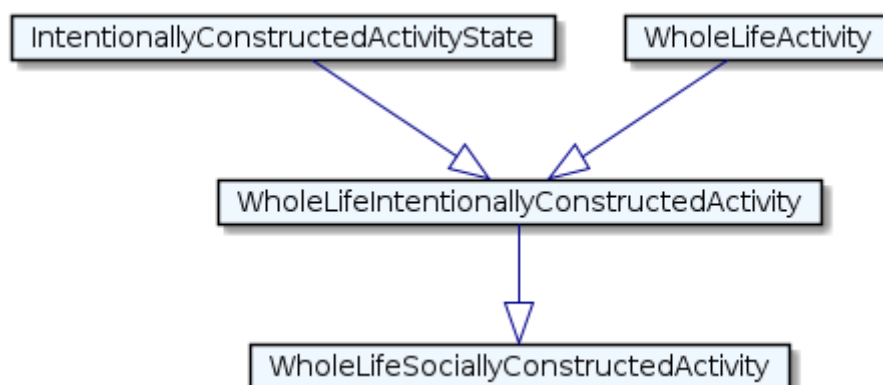 IntentionallyConstructedActivityState
WholeLifeActivity
WholeLifeIntentionallyConstructedActivity
WholeLifeSociallyConstructedActivity